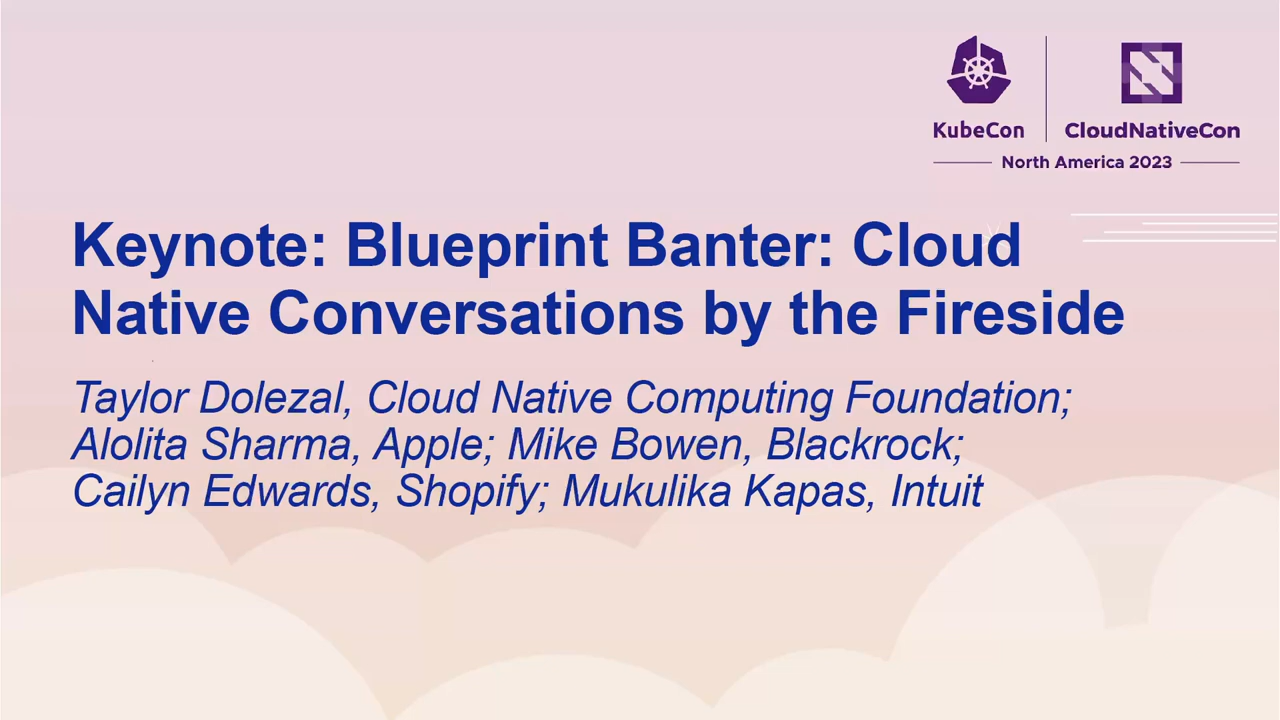 KubeCon
CloudNativeCon
North America 2023
Keynote: Blueprint Banter: Cloud
Native Conversations by the Fireside
Taylor Dolezal, Cloud Native Computing Foundation;
Alolita Sharma, Apple; Mike Bowen, Blackrock;
Cailyn Edwards, Shopify; Mukulika Kapas, Intuit